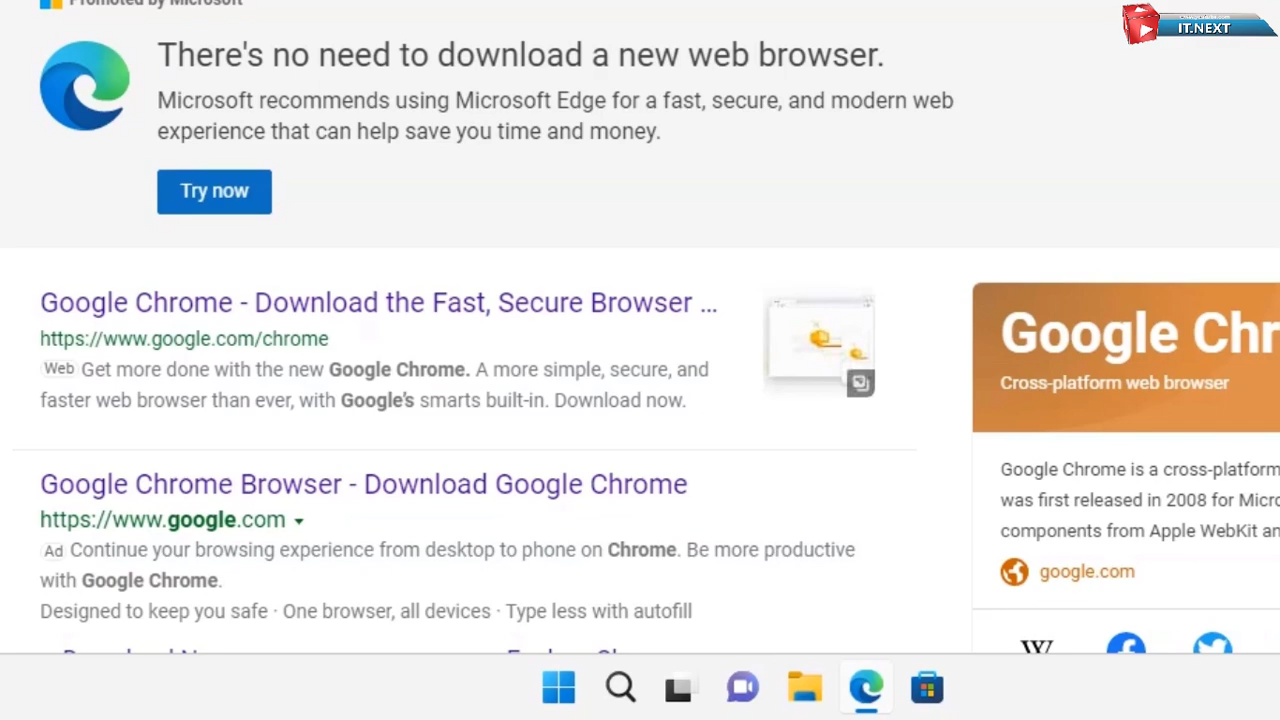 Promoted by Microsoft
There's no need to download a new web browser.
Microsoft recommends using Microsoft Edge for a fast, secure, and modern web
experience that can help save you time and money.
Try now
Google Chrome - Download the Fast, Secure Browser ...
https://www.google.com/chrome
Web Get more done with the new Google Chrome. A more simple, secure, and
faster web browser than ever, with Google's smarts built-in. Download now.
Google Chrome Browser - Download Google Chrome
https://www.google.com
Ad Continue your browsing experience from desktop to phone on Chrome. Be more productive
with Google Chrome.
Designed to keep you safe · One browser, all devices · Type less with autofill
Google Chr
Cross-platform web browser
Google Chrome is a cross-platform
was first released in 2008 for Micro
components from Apple WebKit an
google.com
W
IT.NEXT